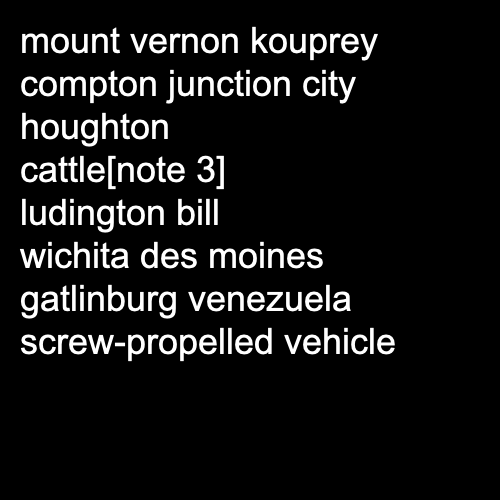 mount vernon kouprey
compton junction city
houghton
cattle[note 3]
ludington bill
wichita des moines
gatlinburg venezuela
screw-propelled vehicle